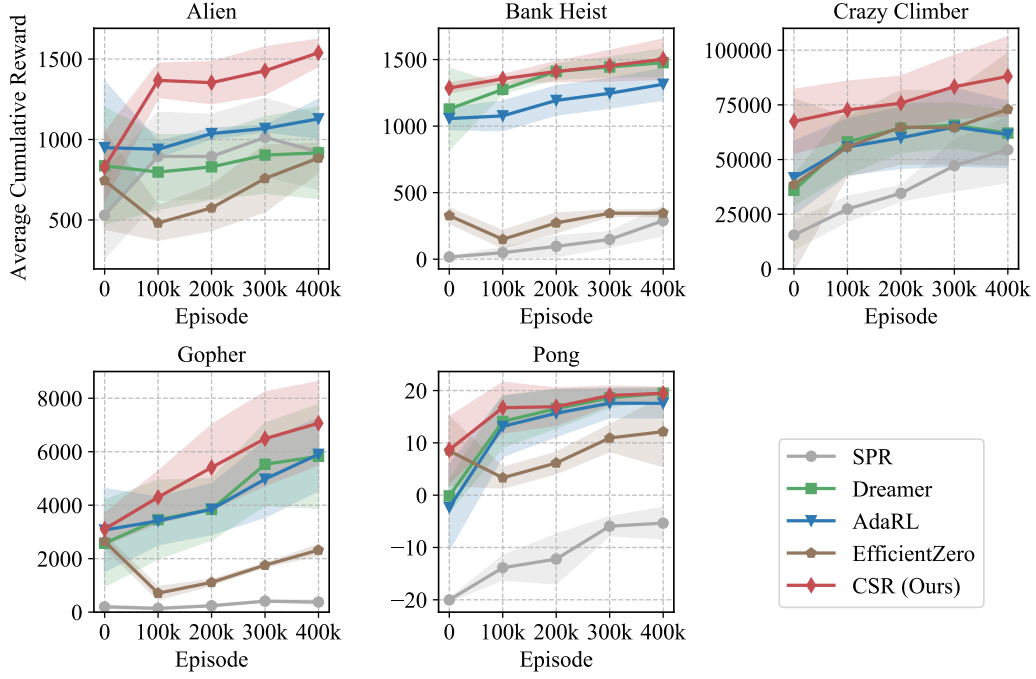 Alien
Bank Heist
Crazy Climber
Average Cumulative Reward
1500
1000
500
0 100k 200k 300k 400k
Episode
1500
1000
500
0
0 100k 200k 300k 400k
Episode
100000
75000
50000
25000
0
0 100k 200k 300k 400k
Episode
Gopher
8000
6000
4000
2000
0
0 100k 200k 300k 400k
Episode
Pong
20
10
0
−10
−20
0 100k 200k 300k 400k
Episode
SPR
Dreamer
AdaRL
EfficientZero
CSR (Ours)